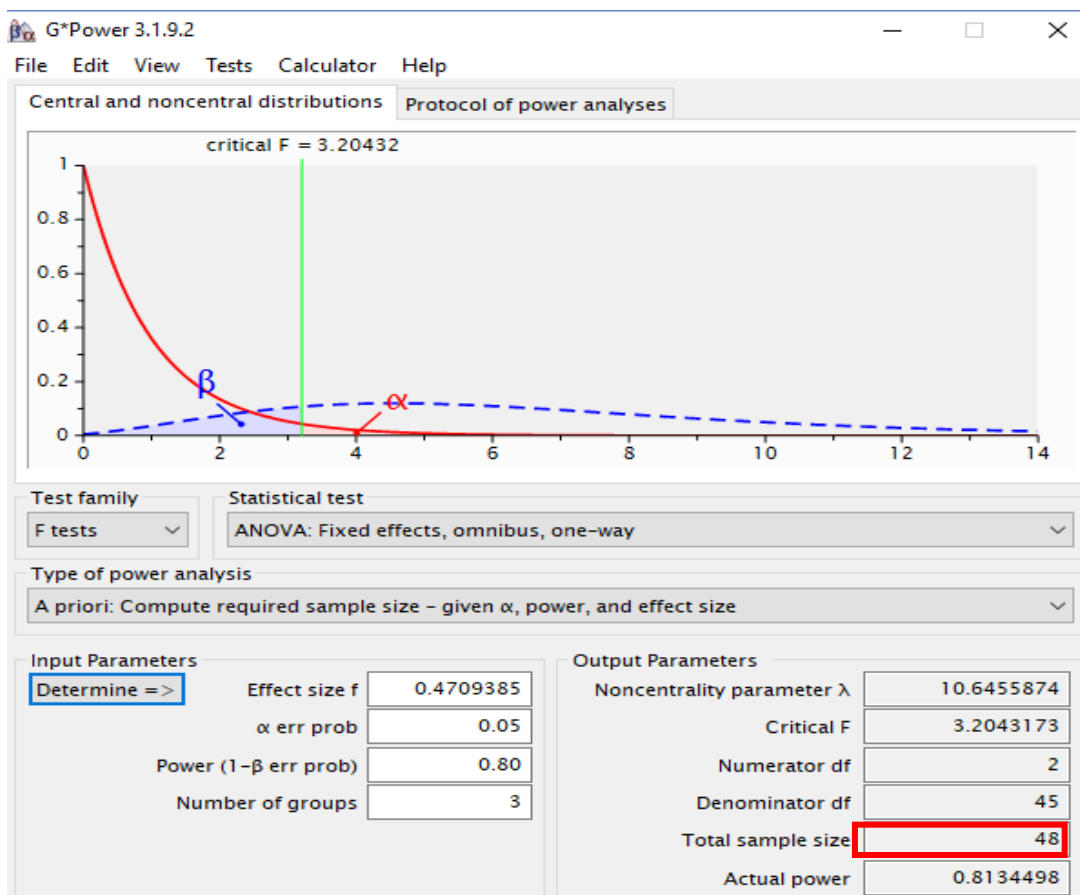 G*Power 3.1.9.2
File Edit View Tests Calculator Help
Central and noncentral distributions Protocol of power analyses
critical F = 3.20432
1
0.8
0.6
0.4
0.2
0
β
α
0 2 4 6 8 10 12 14
Test family Statistical test
F tests ANOVA: Fixed effects, omnibus, one-way
Type of power analysis
A priori: Compute required sample size - given α, power, and effect size
Input Parameters Output Parameters
Determine => Effect size f 0.4709385 Noncentrality parameter λ 10.6455874
α err prob 0.05 Critical F 3.2043173
Power (1-β err prob) 0.80 Numerator df 2
Number of groups 3 Denominator df 45
Total sample size 48
Actual power 0.8134498